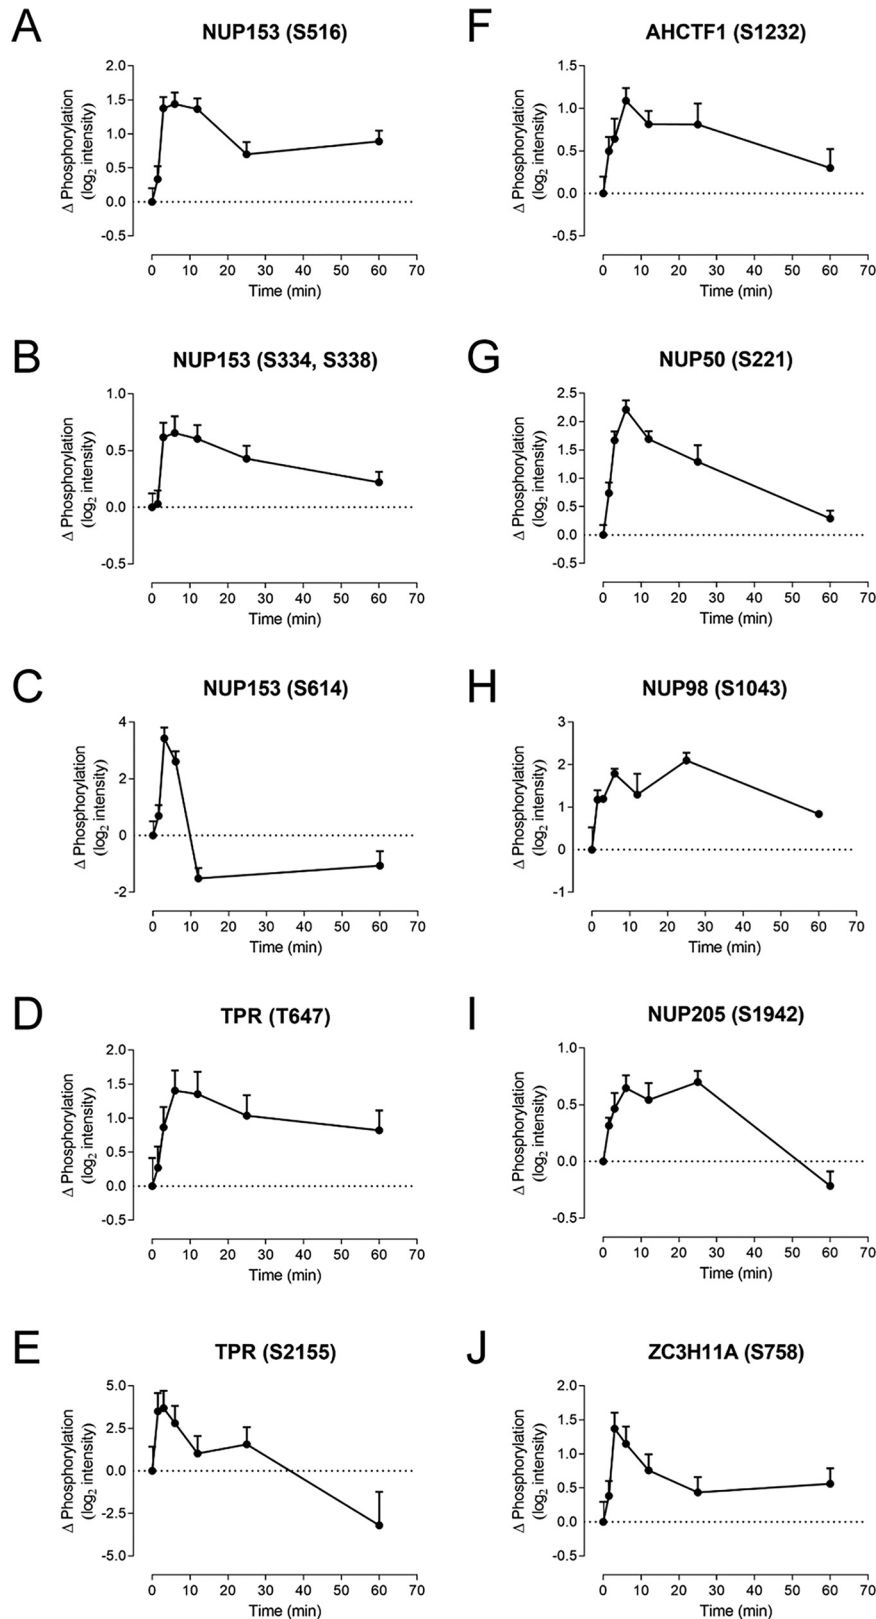 A
NUP153 (S516)
Δ Phosphorylation
(log2 intensity)
2.0
1.5
1.0
0.5
0.0
-0.5
0 10 20 30 40 50 60 70
Time (min)
B
NUP153 (S334, S338)
Δ Phosphorylation
(log2 intensity)
1.0
0.5
0.0
-0.5
0 10 20 30 40 50 60 70
Time (min)
C
NUP153 (S614)
Δ Phosphorylation
(log2 intensity)
4
2
0
-2
0 10 20 30 40 50 60 70
Time (min)
D
TPR (T647)
Δ Phosphorylation
(log2 intensity)
2.0
1.5
1.0
0.5
0.0
-0.5
0 10 20 30 40 50 60 70
Time (min)
E
TPR (S2155)
Δ Phosphorylation
(log2 intensity)
5.0
2.5
0.0
-2.5
-5.0
0 10 20 30 40 50 60 70
Time (min)
F
AHCTF1 (S1232)
Δ Phosphorylation
(log2 intensity)
1.5
1.0
0.5
0.0
-0.5
0 10 20 30 40 50 60 70
Time (min)
G
NUP50 (S221)
Δ Phosphorylation
(log2 intensity)
2.5
2.0
1.5
1.0
0.5
0.0
-0.5
0 10 20 30 40 50 60 70
Time (min)
H
NUP98 (S1043)
Δ Phosphorylation
(log2 intensity)
3
2
1
0
-1
0 10 20 30 40 50 60 70
Time (min)
I
NUP205 (S1942)
Δ Phosphorylation
(log2 intensity)
1.0
0.5
0.0
-0.5
0 10 20 30 40 50 60 70
Time (min)
J
ZC3H11A (S758)
Δ Phosphorylation
(log2 intensity)
2.0
1.5
1.0
0.5
0.0
-0.5
0 10 20 30 40 50 60 70
Time (min)